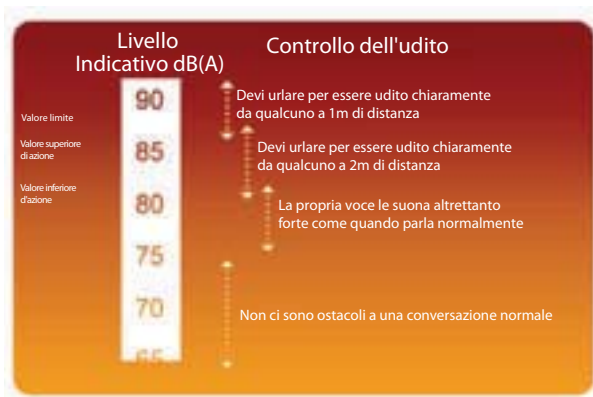 Livello
Indicativo dB(A)
Controllo dell'udito
90
Devi urlare per essere udito chiaramente
da qualcuno a 1m di distanza
Valore limite
Valore superiore
di azione
85
Devi urlare per essere udito chiaramente
da qualcuno a 2m di distanza
Valore inferiore
d'azione
80
La propria voce le suona altrettanto
forte come quando parla normalmente
75
70
Non ci sono ostacoli a una conversazione normale
65